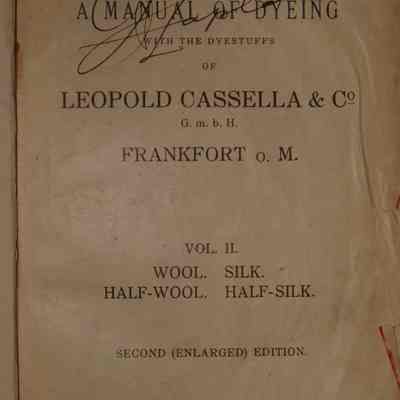 A MANUAL OF DYEING
WITH THE DYESTUFFS
OF
LEOPOLD CASSELLA & Cº
G. m. b. H.
FRANKFORT O. M.
VOL. II.
WOOL. SILK.
HALF-WOOL. HALF-SILK.
SECOND (ENLARGED) EDITION.